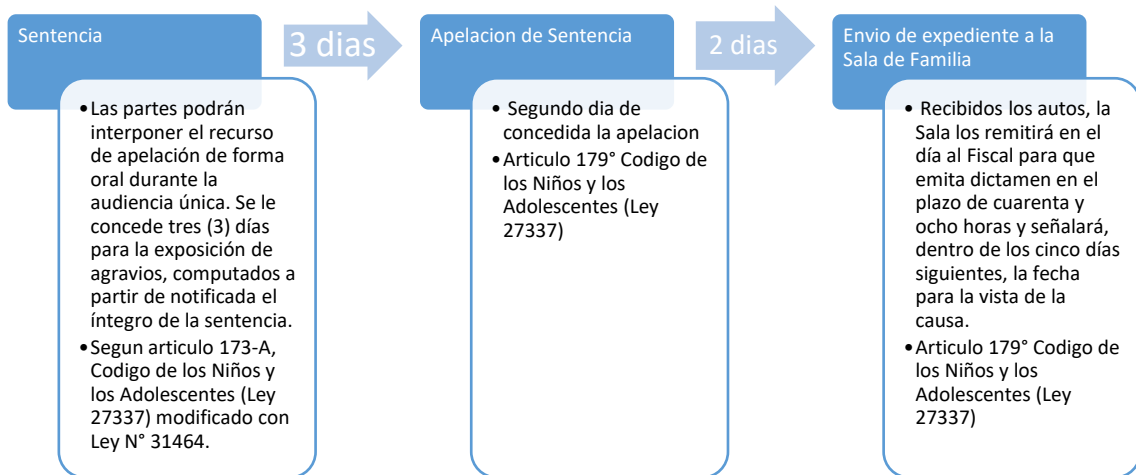 Sentencia
•Las partes podrán
interponer el recurso
de apelación de forma
oral durante la
audiencia única. Se le
concede tres (3) días
para la exposición de
agravios, computados a
partir de notificada el
íntegro de la sentencia.
•Segun articulo 173-A,
Codigo de los Niños y
los Adolescentes (Ley
27337) modificado con
Ley N° 31464.
3 dias
Apelacion de Sentencia
• Segundo dia de
concedida la apelacion
•Articulo 179° Codigo de
los Niños y los
Adolescentes (Ley
27337)
2 dias
Envio de expediente a la
Sala de Familia
• Recibidos los autos, la
Sala los remitirá en el
día al Fiscal para que
emita dictamen en el
plazo de cuarenta y
ocho horas y señalará,
dentro de los cinco días
siguientes, la fecha
para la vista de la
causa.
•Articulo 179° Codigo de
los Niños y los
Adolescentes (Ley
27337)